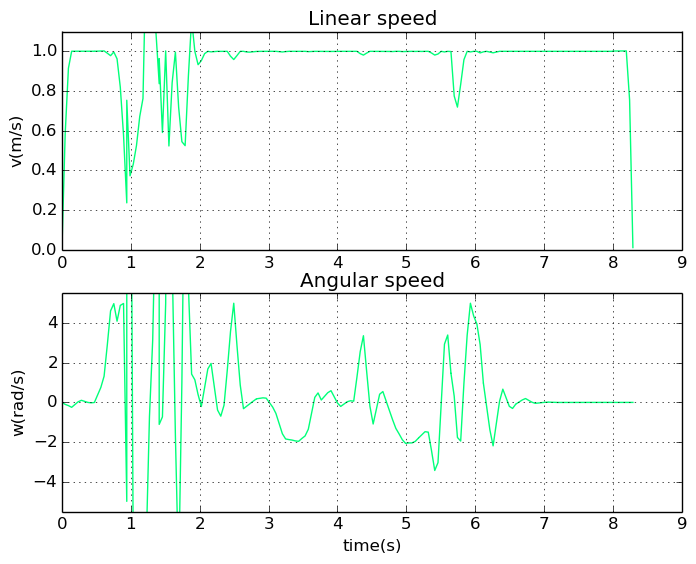 Linear speed
1.0
0.8
0.6
0.4
0.2
0.0
v(m/s)
0 1 2 3 4 5 6 7 8 9
Angular speed
4
2
0
−2
−4
w(rad/s)
0 1 2 3 4 5 6 7 8 9
time(s)